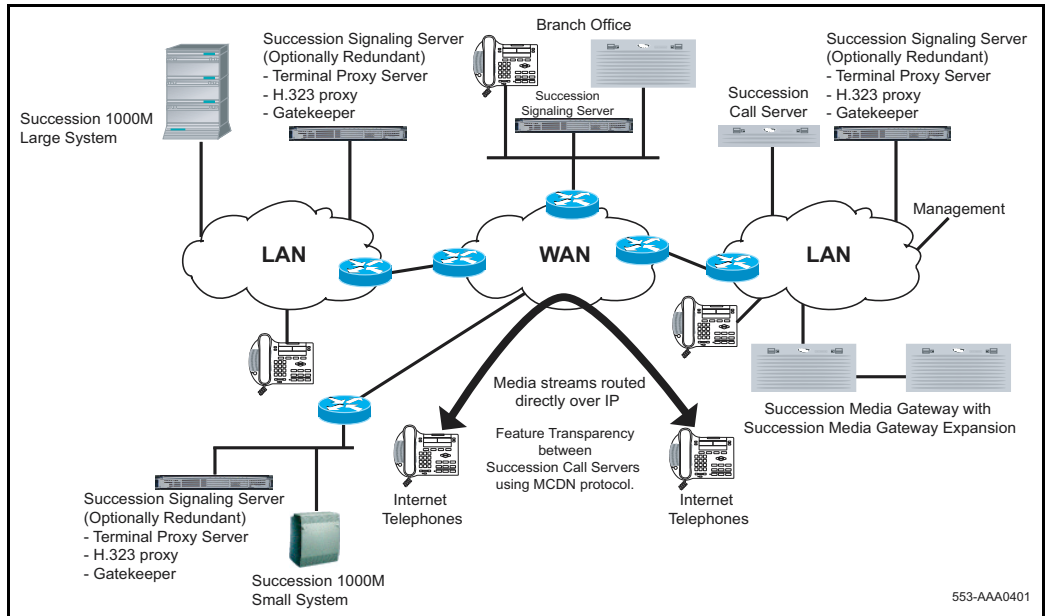 Branch Office
Succession Signaling Server
(Optionally Redundant)
- Terminal Proxy Server
- H.323 proxy
- Gatekeeper
Succession 1000M
Large System
Succession
Signaling Server
Succession
Call Server
Succession Signaling Server
(Optionally Redundant)
- Terminal Proxy Server
- H.323 proxy
- Gatekeeper
Management
LAN
WAN
LAN
Media streams routed
directly over IP
Feature Transparency
between
Succession Call Servers
using MCDN protocol.
Succession Media Gateway with
Succession Media Gateway Expansion
Internet
Telephones
Internet
Telephones
Succession Signaling Server
(Optionally Redundant)
- Terminal Proxy Server
- H.323 proxy
- Gatekeeper
Succession 1000M
Small System
553-AAA0401